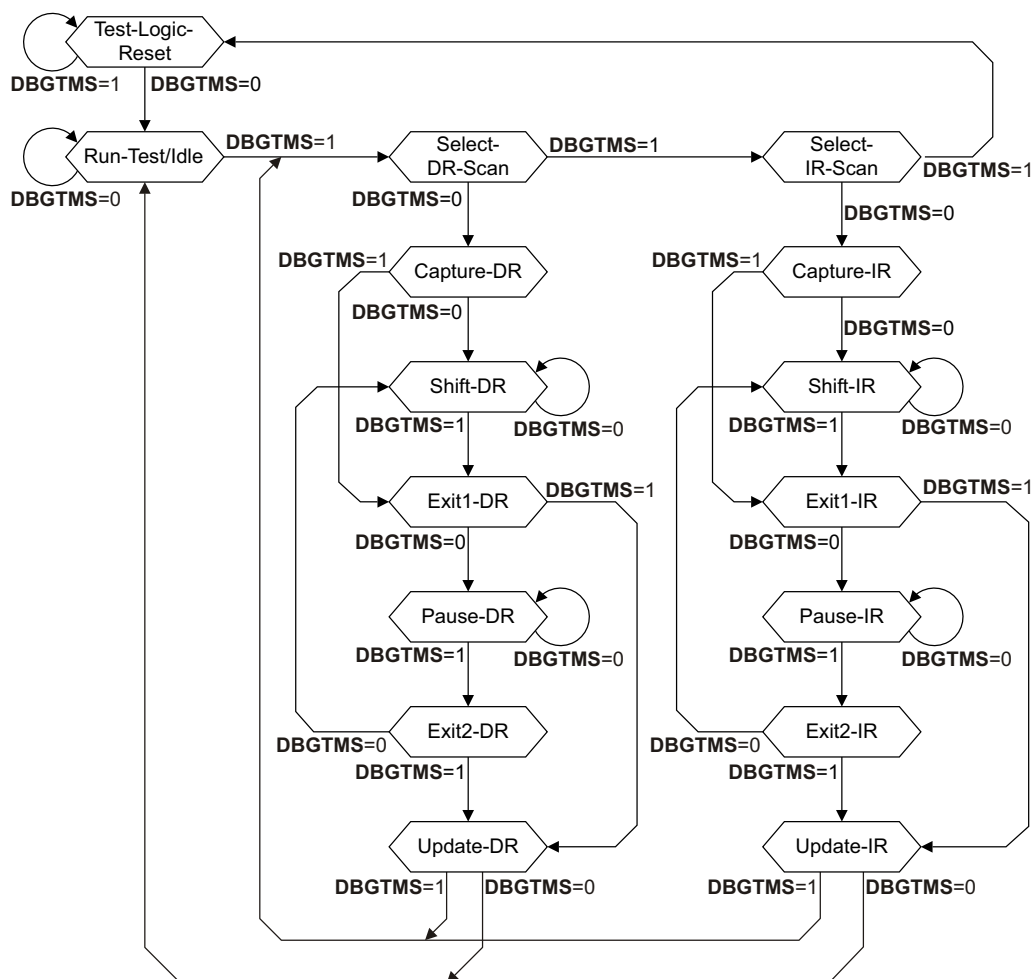 Test-Logic-
Reset
DBGTMS=1
DBGTMS=0
Run-Test/Idle
DBGTMS=0
DBGTMS=1
Select-
DR-Scan
DBGTMS=1
Select-
IR-Scan
DBGTMS=1
DBGTMS=0
DBGTMS=0
DBGTMS=1
Capture-DR
DBGTMS=1
Capture-IR
DBGTMS=0
DBGTMS=0
Shift-DR
Shift-IR
DBGTMS=1
DBGTMS=0
DBGTMS=1
DBGTMS=0
Exit1-DR
DBGTMS=1
Exit1-IR
DBGTMS=1
DBGTMS=0
DBGTMS=0
Pause-DR
Pause-IR
DBGTMS=1
DBGTMS=0
DBGTMS=1
DBGTMS=0
Exit2-DR
Exit2-IR
DBGTMS=0
DBGTMS=1
DBGTMS=0
DBGTMS=1
Update-DR
Update-IR
DBGTMS=1
DBGTMS=0
DBGTMS=1
DBGTMS=0